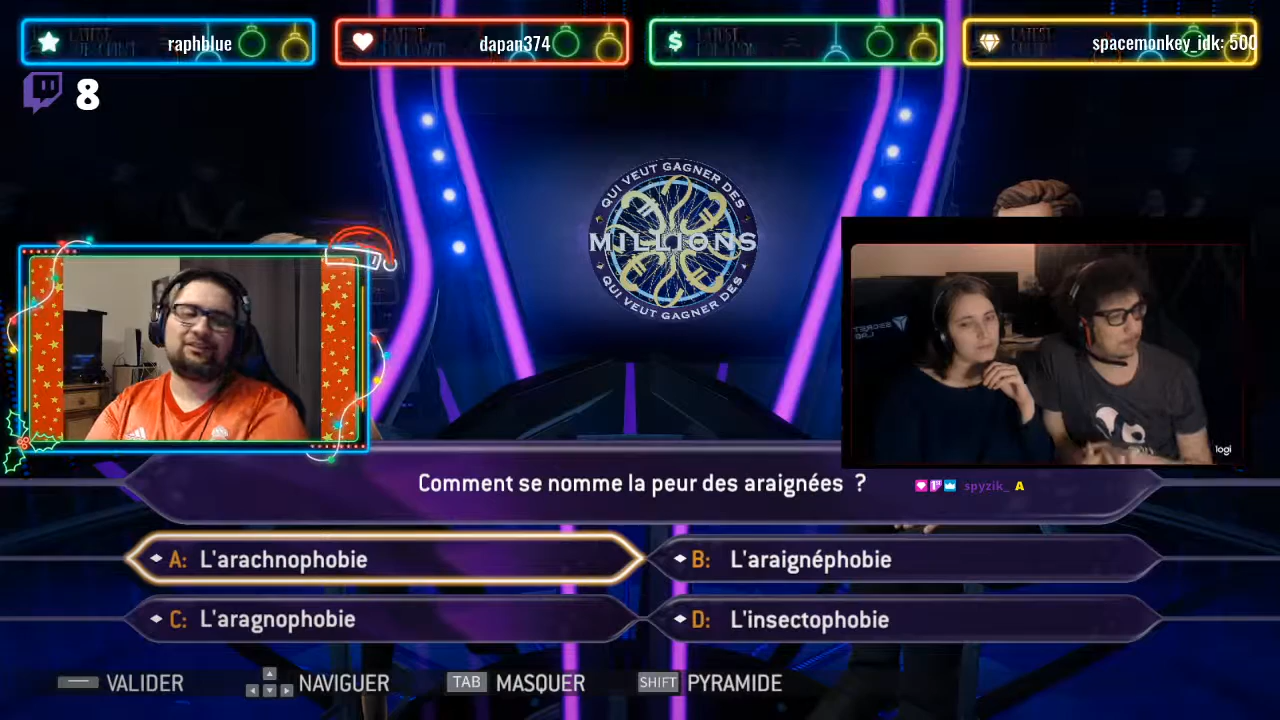 raphblue
dapan374
$
spacemonkey_idk: 500
8
QUI VEUT GAGNER DES
MILLIONS
QUI VEUT GAGNER DES
logi
Comment se nomme la peur des araignées ?
spyzik_ A
A: L'arachnophobie
B: L'araignéphobie
C: L'aragnophobie
D: L'insectophobie
VALIDER
NAVIGUER
TAB MASQUER
SHIFT PYRAMIDE